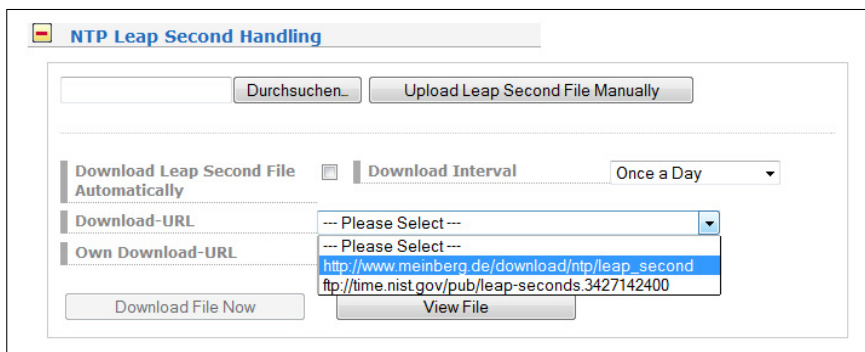 NTP Leap Second Handling
Durchsuchen... Upload Leap Second File Manually
Download Leap Second File Automatically
Download Interval Once a Day
Download-URL --- Please Select ---
--- Please Select ---
Own Download-URL
http://www.meinberg.de/download/ntp/leap_second
ftp://time.nist.gov/pub/leap-seconds.3427142400
Download File Now View File